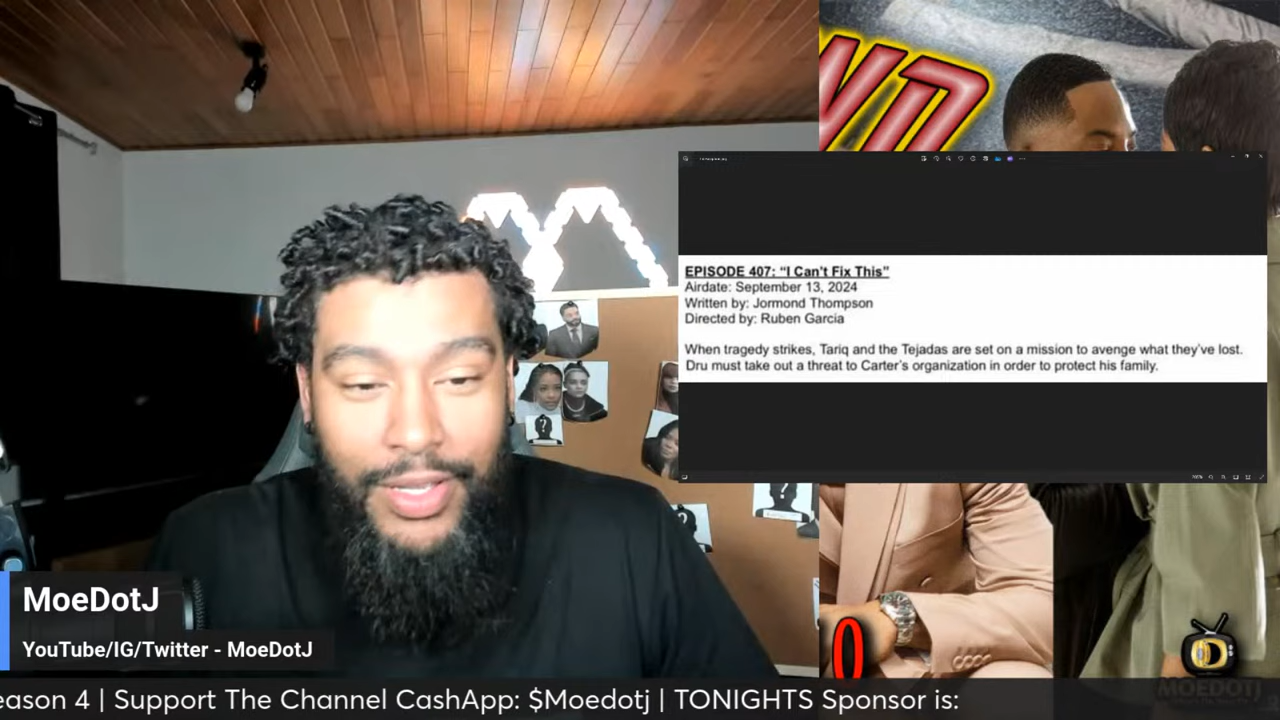 ND
EPISODE 407: “I Can’t Fix This”
Airdate: September 13, 2024
Written by: Jormond Thompson
Directed by: Ruben Garcia
When tragedy strikes, Tariq and the Tejadas are set on a mission to avenge what they’ve lost.
Dru must take out a threat to Carter’s organization in order to protect his family.
?
?
MoeDotJ
YouTube/IG/Twitter - MoeDotJ
0
D
MOEDOTJ
eason 4 | Support The Channel CashApp: $Moedotj | TONIGHTS Sponsor is: